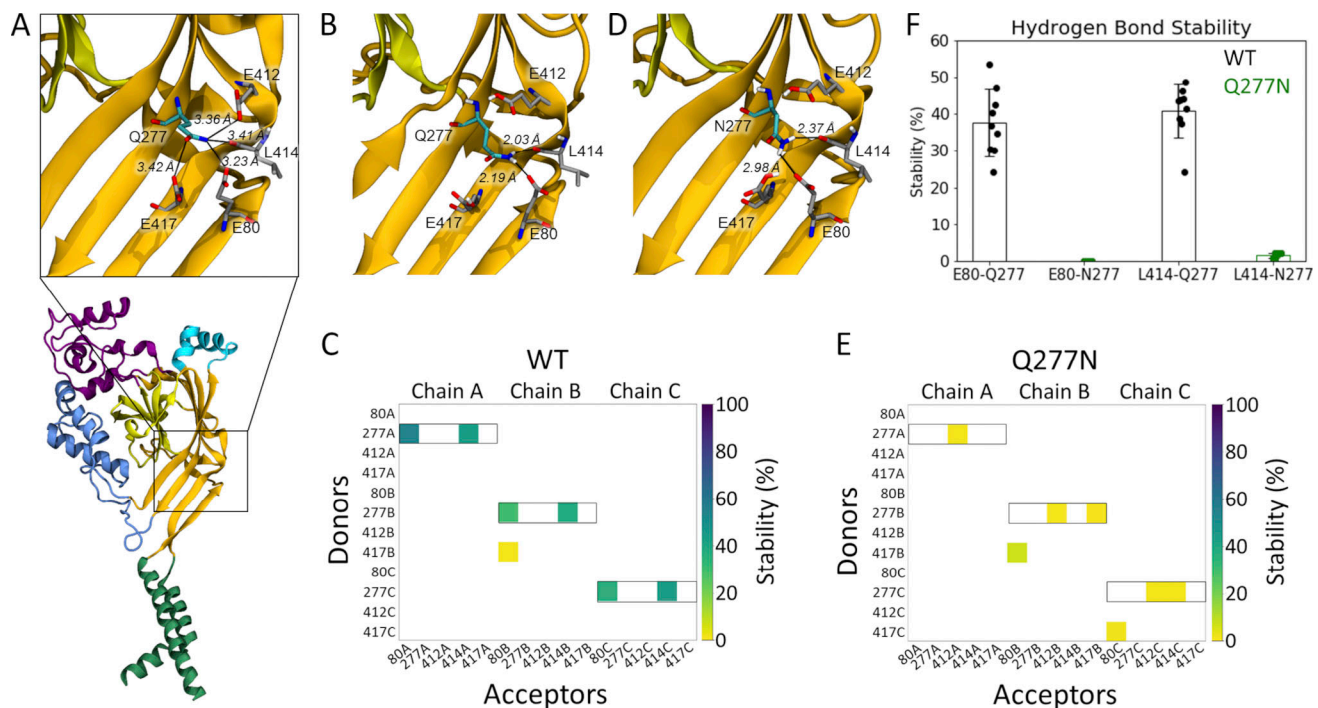 A
E412
3.36 Å
Q277
3.41 Å
L414
3.23 Å
3.42 Å
E417
E80
B
E412
Q277
2.03 Å
L414
2.19 Å
E417
E80
D
E412
N277
2.37 Å
L414
2.98 Å
E417
E80
F
Hydrogen Bond Stability
WT
Q277N
Stability (%)
60
50
40
30
20
10
0
E80-Q277 E80-N277 L414-Q277 L414-N277
C
WT
Chain A Chain B Chain C
Donors
80A
277A
412A
417A
80B
277B
412B
417B
80C
277C
412C
417C
80A 277A 412A 414A 417A 80B 277B 412B 414B 417B 80C 277C 412C 414C 417C
Acceptors
100
80
60
40
20
0
Stability (%)
E
Q277N
Chain A Chain B Chain C
Donors
80A
277A
412A
417A
80B
277B
412B
417B
80C
277C
412C
417C
80A 277A 412A 414A 417A 80B 277B 412B 414B 417B 80C 277C 412C 414C 417C
Acceptors
100
80
60
40
20
0
Stability (%)